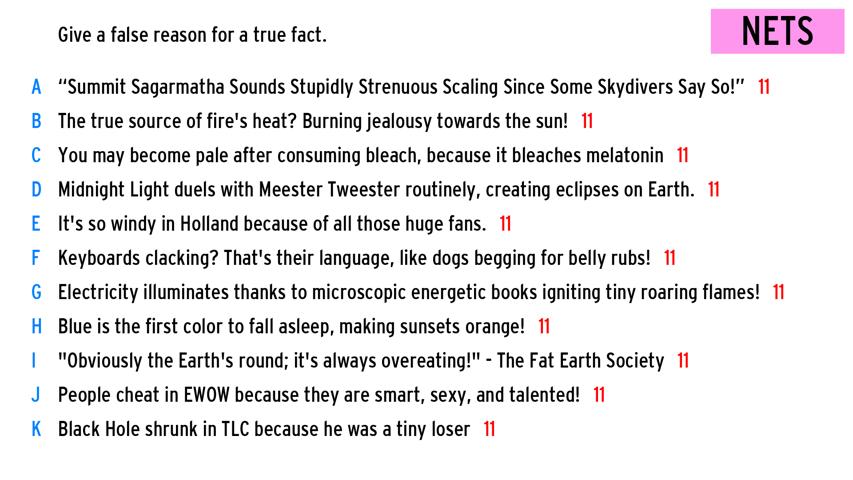 Give a false reason for a true fact.
NETS
A “Summit Sagarmatha Sounds Stupidly Strenuous Scaling Since Some Skydivers Say So!” 11
B The true source of fire's heat? Burning jealousy towards the sun! 11
C You may become pale after consuming bleach, because it bleaches melatonin 11
D Midnight Light duels with Meester Tweester routinely, creating eclipses on Earth. 11
E It's so windy in Holland because of all those huge fans. 11
F Keyboards clacking? That's their language, like dogs begging for belly rubs! 11
G Electricity illuminates thanks to microscopic energetic books igniting tiny roaring flames! 11
H Blue is the first color to fall asleep, making sunsets orange! 11
I "Obviously the Earth's round; it's always overeating!" - The Fat Earth Society 11
J People cheat in EWOW because they are smart, sexy, and talented! 11
K Black Hole shrunk in TLC because he was a tiny loser 11